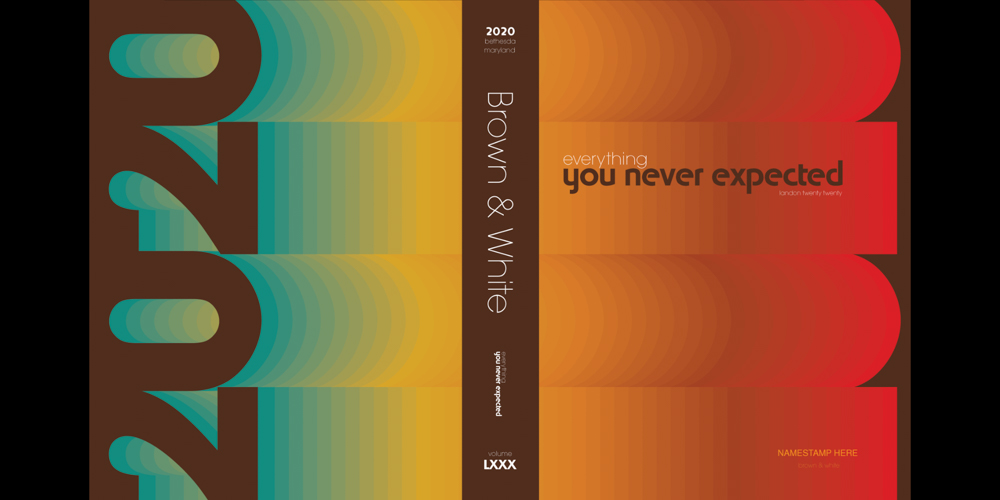 2020
2020
bethesda
maryland
Brown & White
everything
you never expected
volume
LXXX
everything
you never expected
landon twenty twenty
NAMESTAMP HERE
brown & white